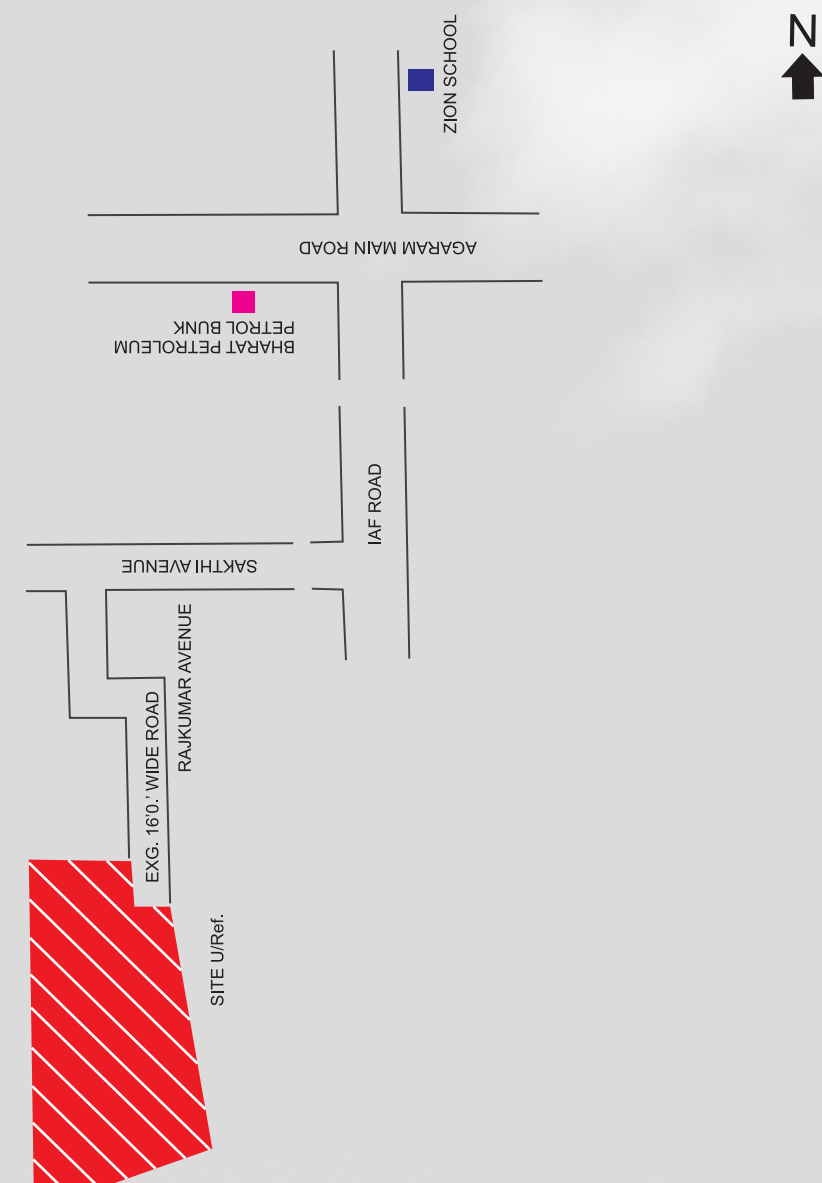 N
ZION SCHOOL
AGARAM MAIN ROAD
BHARAT PETROLEUM
PETROL BUNK
IAF ROAD
SAKTHI AVENUE
RAJKUMAR AVENUE
EXG. 16'0.' WIDE ROAD
SITE U/Ref.